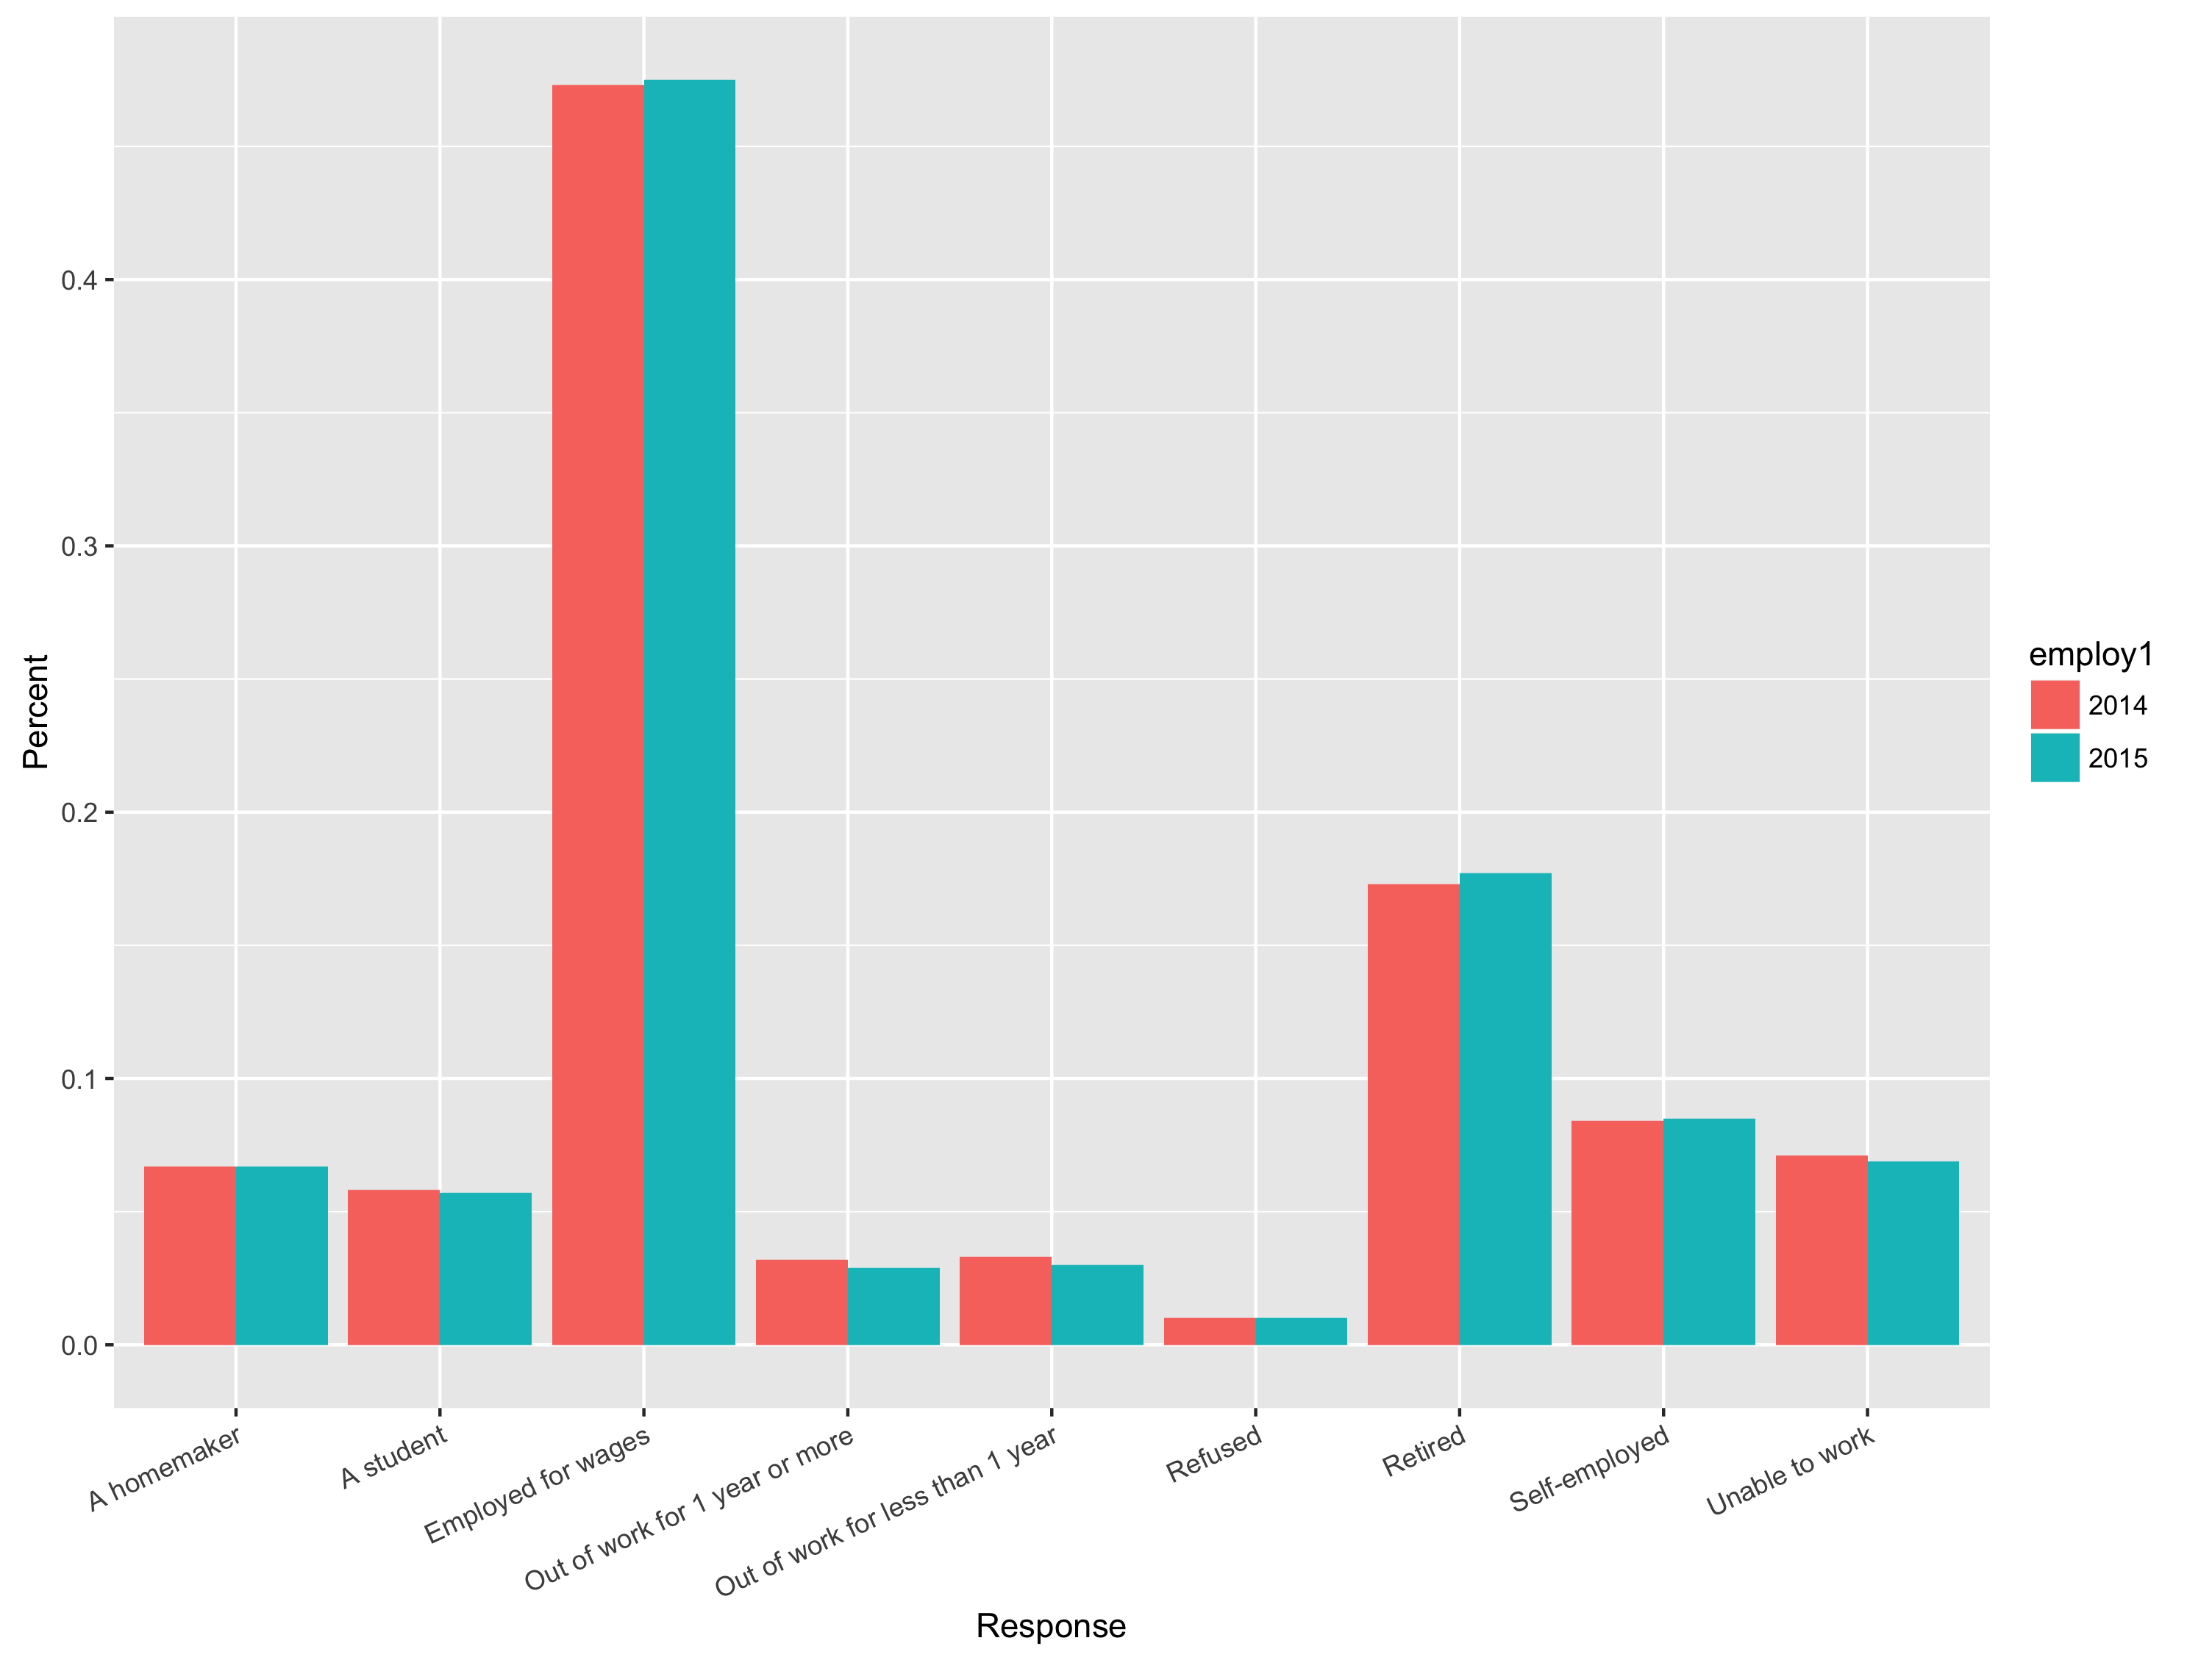 Percent
0.4
0.3
0.2
0.1
0.0
A homemaker
A student
Employed for wages
Out of work for 1 year or more
Out of work for less than 1 year
Refused
Retired
Self-employed
Unable to work
Response
employ1
2014
2015